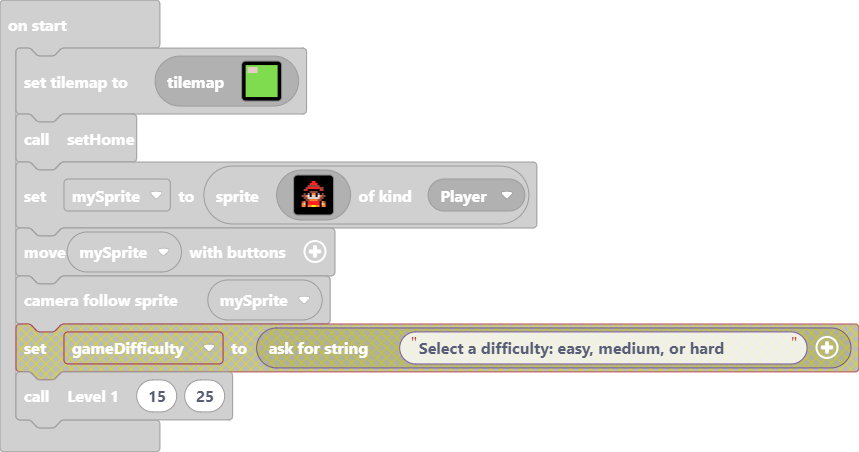 on start
set tilemap to tilemap
call setHome
set mySprite to sprite of kind Player
move mySprite with buttons
camera follow sprite mySprite
set gameDifficulty to ask for string "Select a difficulty: easy, medium, or hard "
call Level 1 15 25